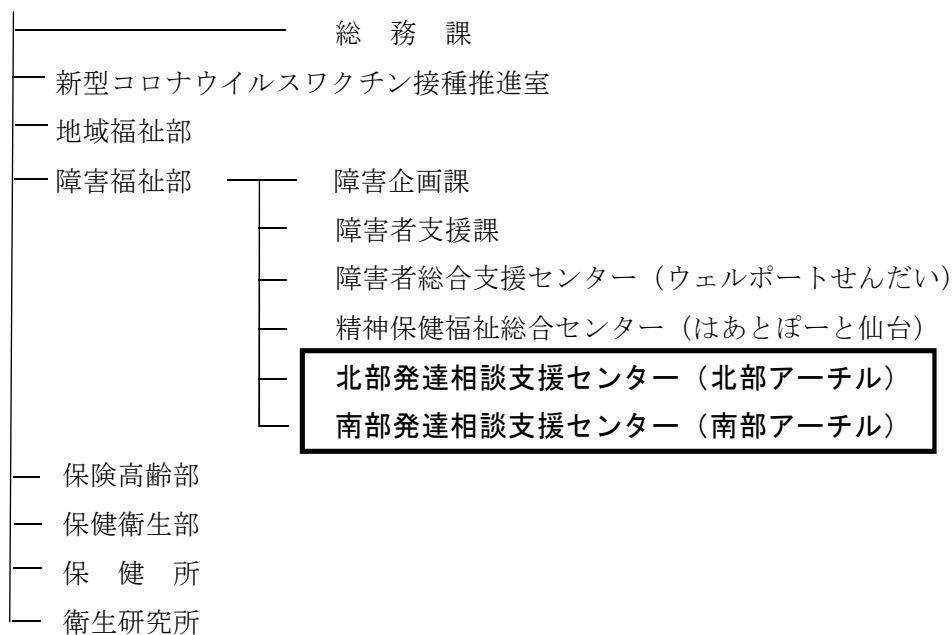 総　務　課
新型コロナウイルスワクチン接種推進室
地域福祉部
障害福祉部　障害企画課
障害者支援課
障害者総合支援センター（ウェルポートせんだい）
精神保健福祉総合センター（はあとぽーと仙台）
北部発達相談支援センター（北部アーチル）
南部発達相談支援センター（南部アーチル）
保険高齢部
保健衛生部
保　健　所
衛生研究所